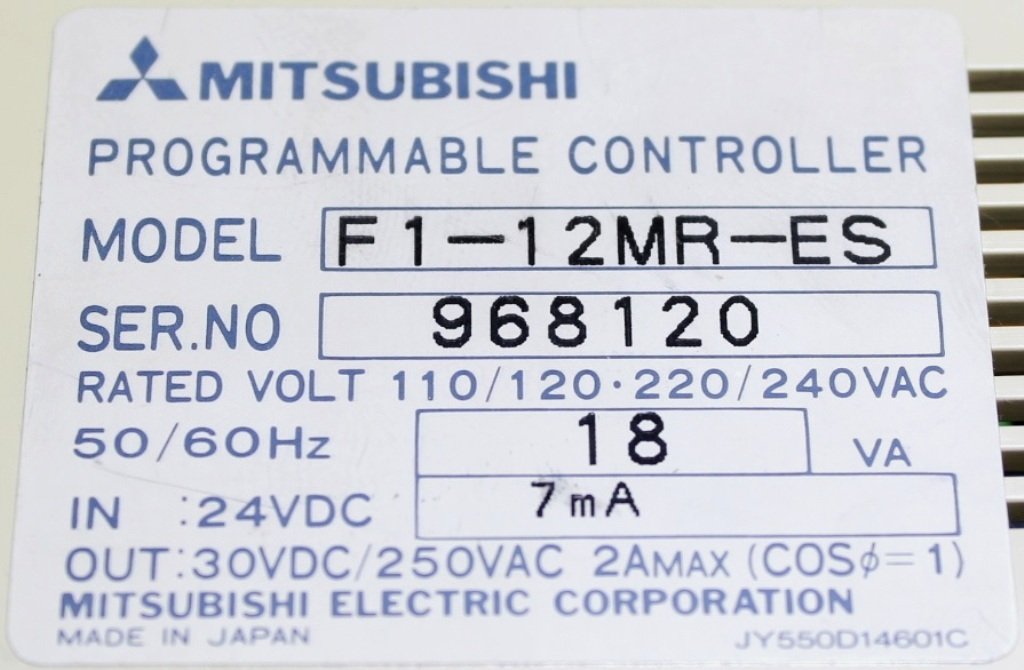 MITSUBISHI
PROGRAMMABLE CONTROLLER
MODEL F1-12MR-ES
SER.NO 968120
RATED VOLT 110/120·220/240VAC
50/60Hz 18 VA
IN :24VDC 7mA
OUT:30VDC/250VAC 2AMAX (COSφ=1)
MITSUBISHI ELECTRIC CORPORATION
MADE IN JAPAN JY550D14601C